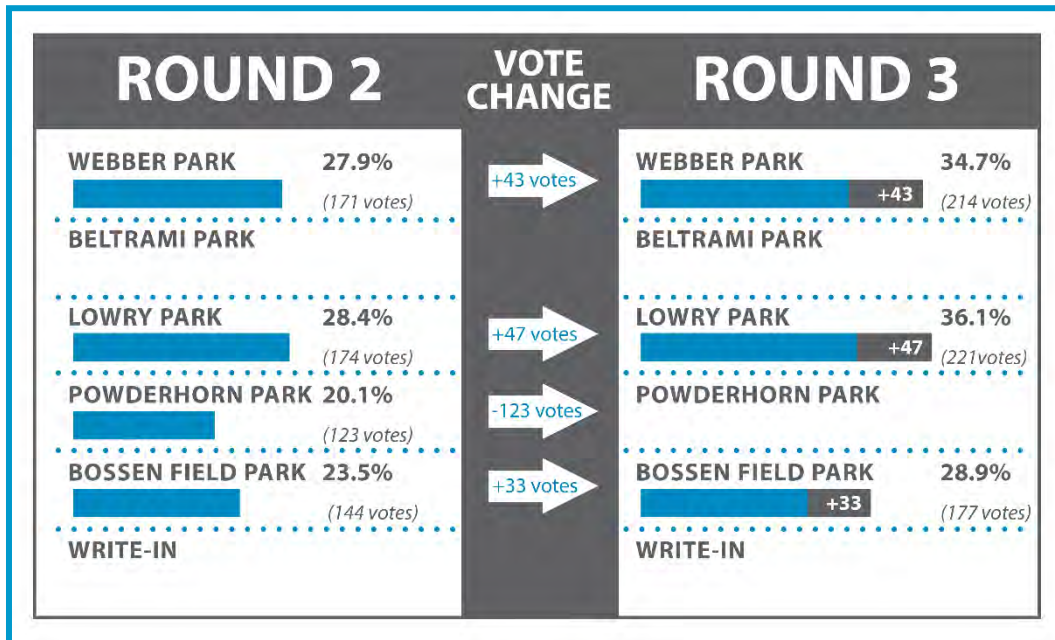 ROUND 2
VOTE
CHANGE
ROUND 3
WEBBER PARK 27.9%
(171 votes)
+43 votes
WEBBER PARK 34.7%
+43 (214 votes)
BELTRAMI PARK
BELTRAMI PARK
LOWRY PARK 28.4%
(174 votes)
+47 votes
LOWRY PARK 36.1%
+47 (221votes)
POWDERHORN PARK 20.1%
(123 votes)
-123 votes
POWDERHORN PARK
BOSSEN FIELD PARK 23.5%
(144 votes)
+33 votes
BOSSEN FIELD PARK 28.9%
+33 (177 votes)
WRITE-IN
WRITE-IN